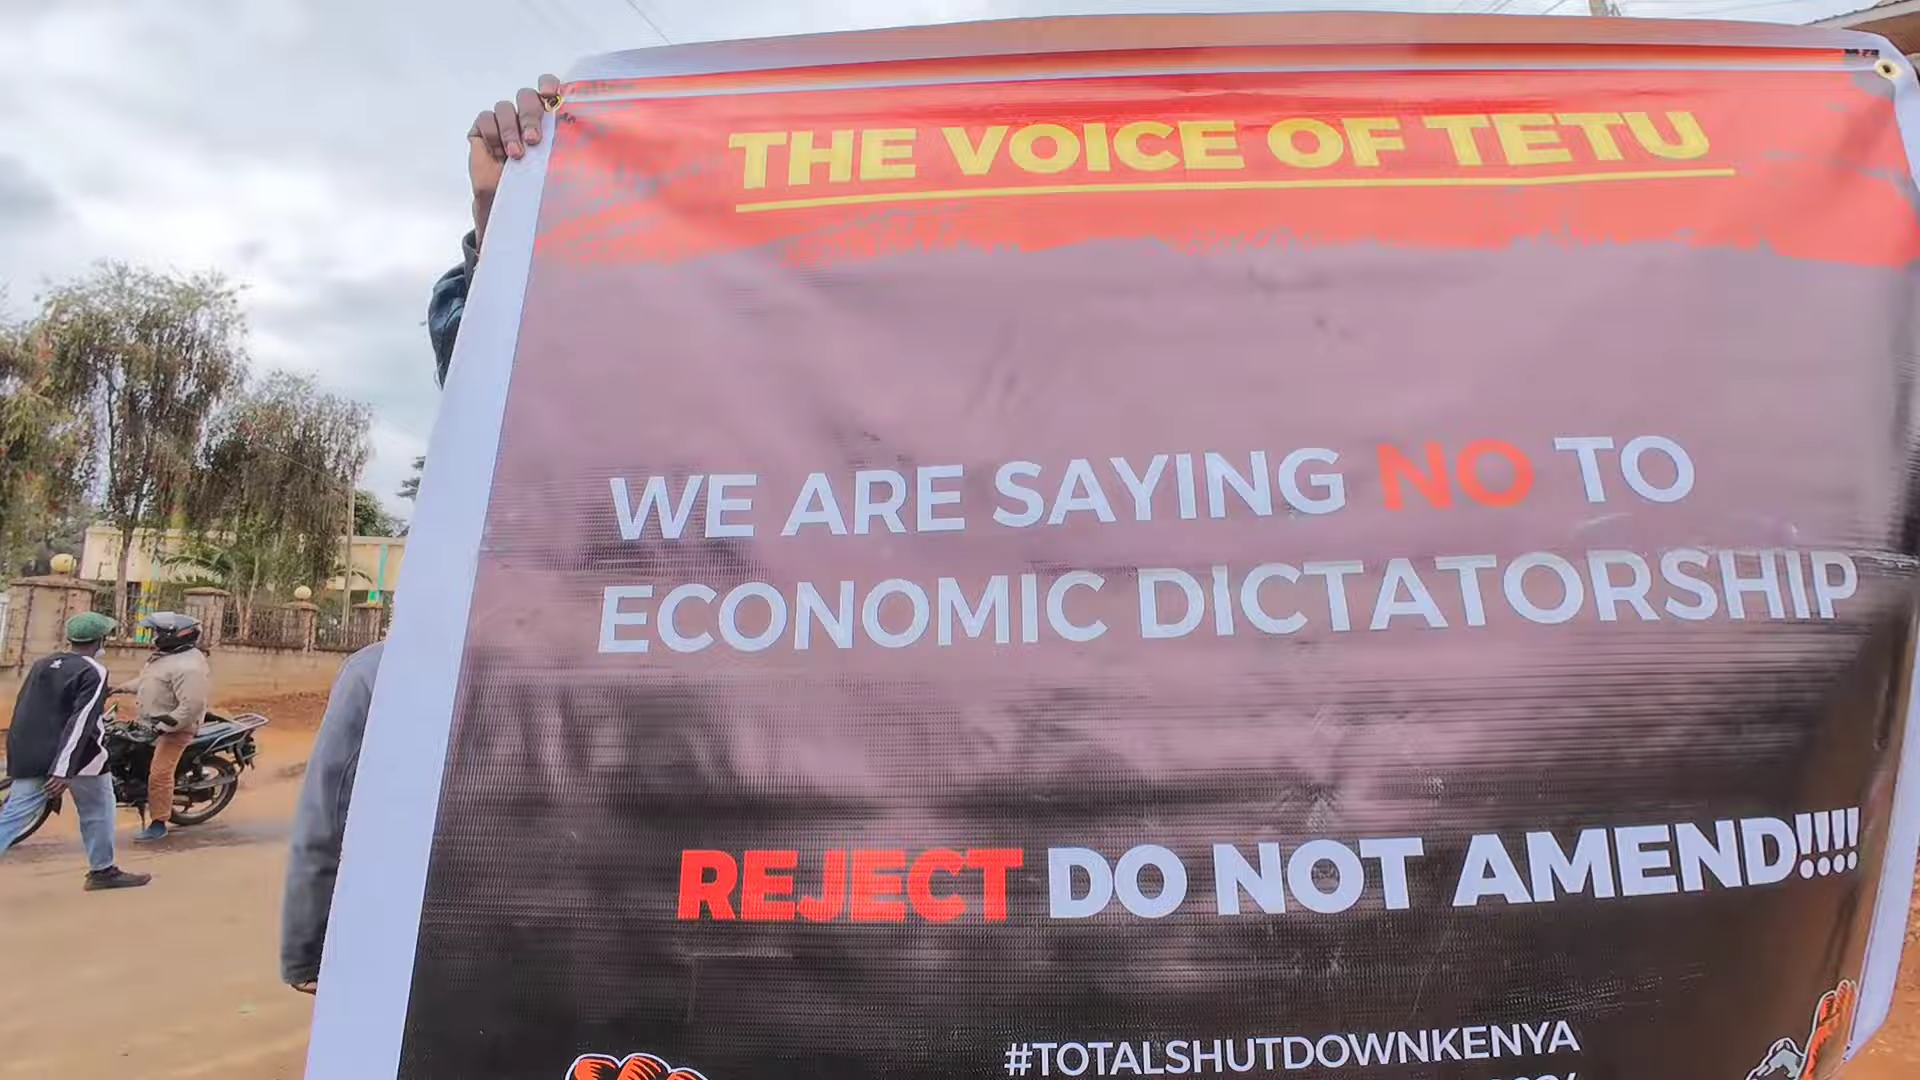 THE VOICE OF TETU
WE ARE SAYING NO TO
ECONOMIC DICTATORSHIP
REJECT DO NOT AMEND!!!!
#TOTALSHUTDOWNKENYA